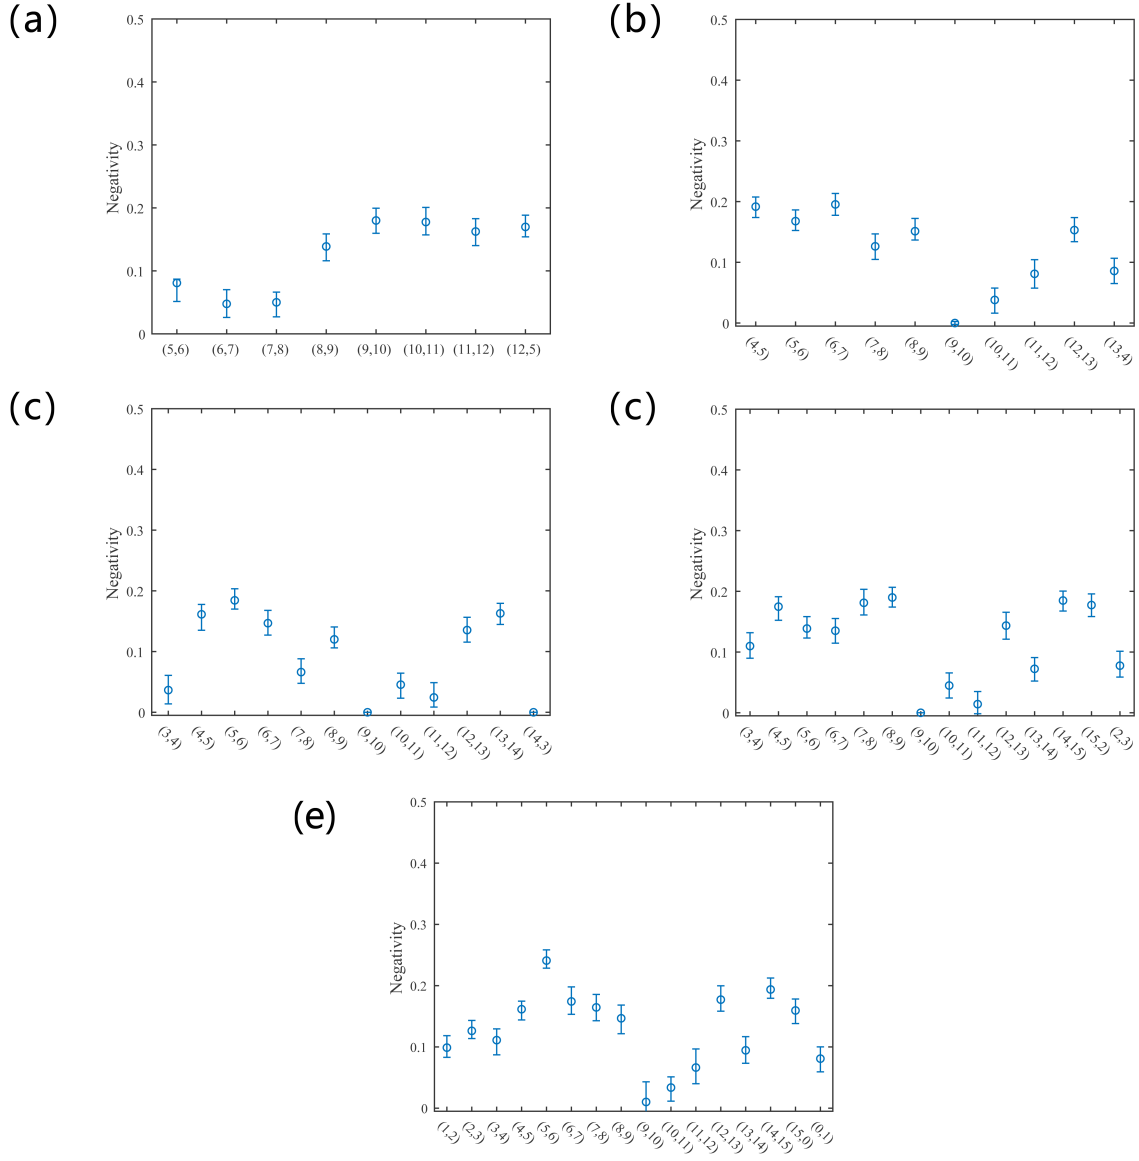 (a)
0.5
0.4
0.3
0.2
0.1
0
Negativity
(5,6) (6,7) (7,8) (8,9) (9,10) (10,11) (11,12) (12,5)
(b)
0.5
0.4
0.3
0.2
0.1
0
Negativity
(4,5) (5,6) (6,7) (7,8) (8,9) (9,10) (10,11) (11,12) (12,13) (13,4)
(c)
0.5
0.4
0.3
0.2
0.1
0
Negativity
(3,4) (4,5) (5,6) (6,7) (7,8) (8,9) (9,10) (10,11) (11,12) (12,13) (13,14) (14,3)
(c)
0.5
0.4
0.3
0.2
0.1
0
Negativity
(3,4) (4,5) (5,6) (6,7) (7,8) (8,9) (9,10) (10,11) (11,12) (12,13) (13,14) (14,15) (15,2) (2,3)
(e)
0.5
0.4
0.3
0.2
0.1
0
Negativity
(1,2) (2,3) (3,4) (4,5) (5,6) (6,7) (7,8) (8,9) (9,10) (10,11) (11,12) (12,13) (13,14) (14,15) (15,0) (0,1)